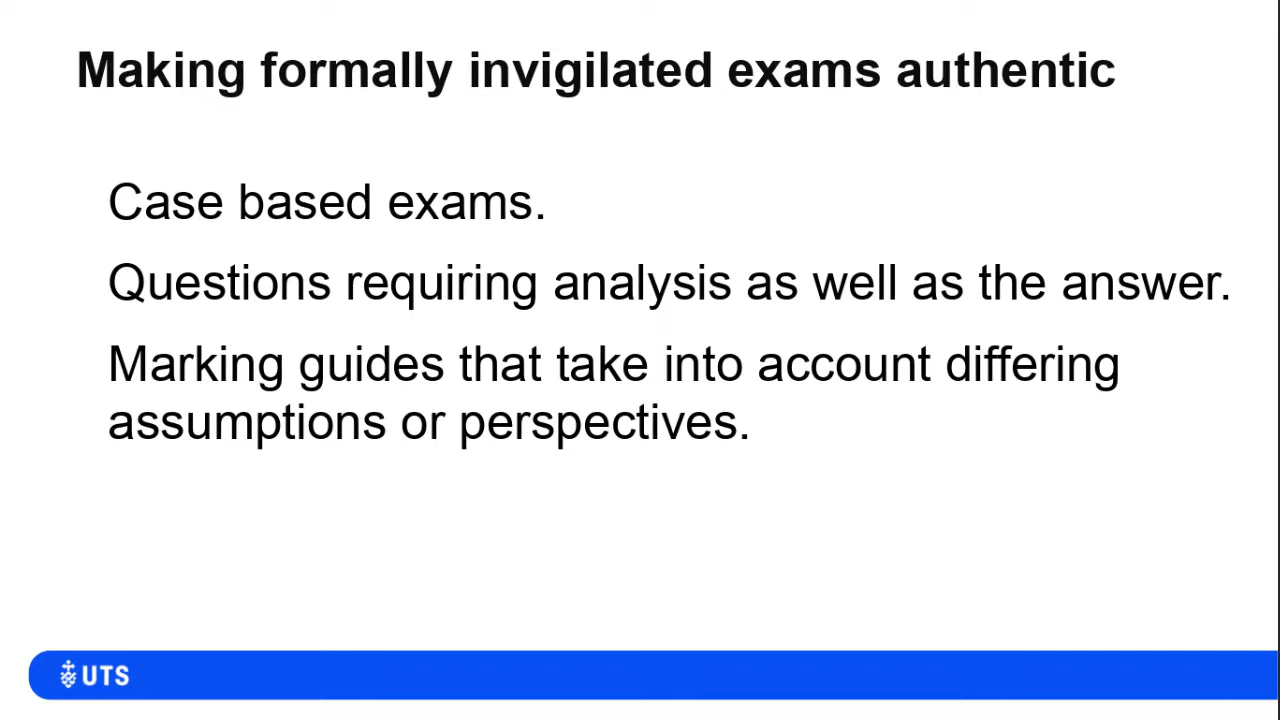 Making formally invigilated exams authentic
Case based exams.
Questions requiring analysis as well as the answer.
Marking guides that take into account differing
assumptions or perspectives.
UTS